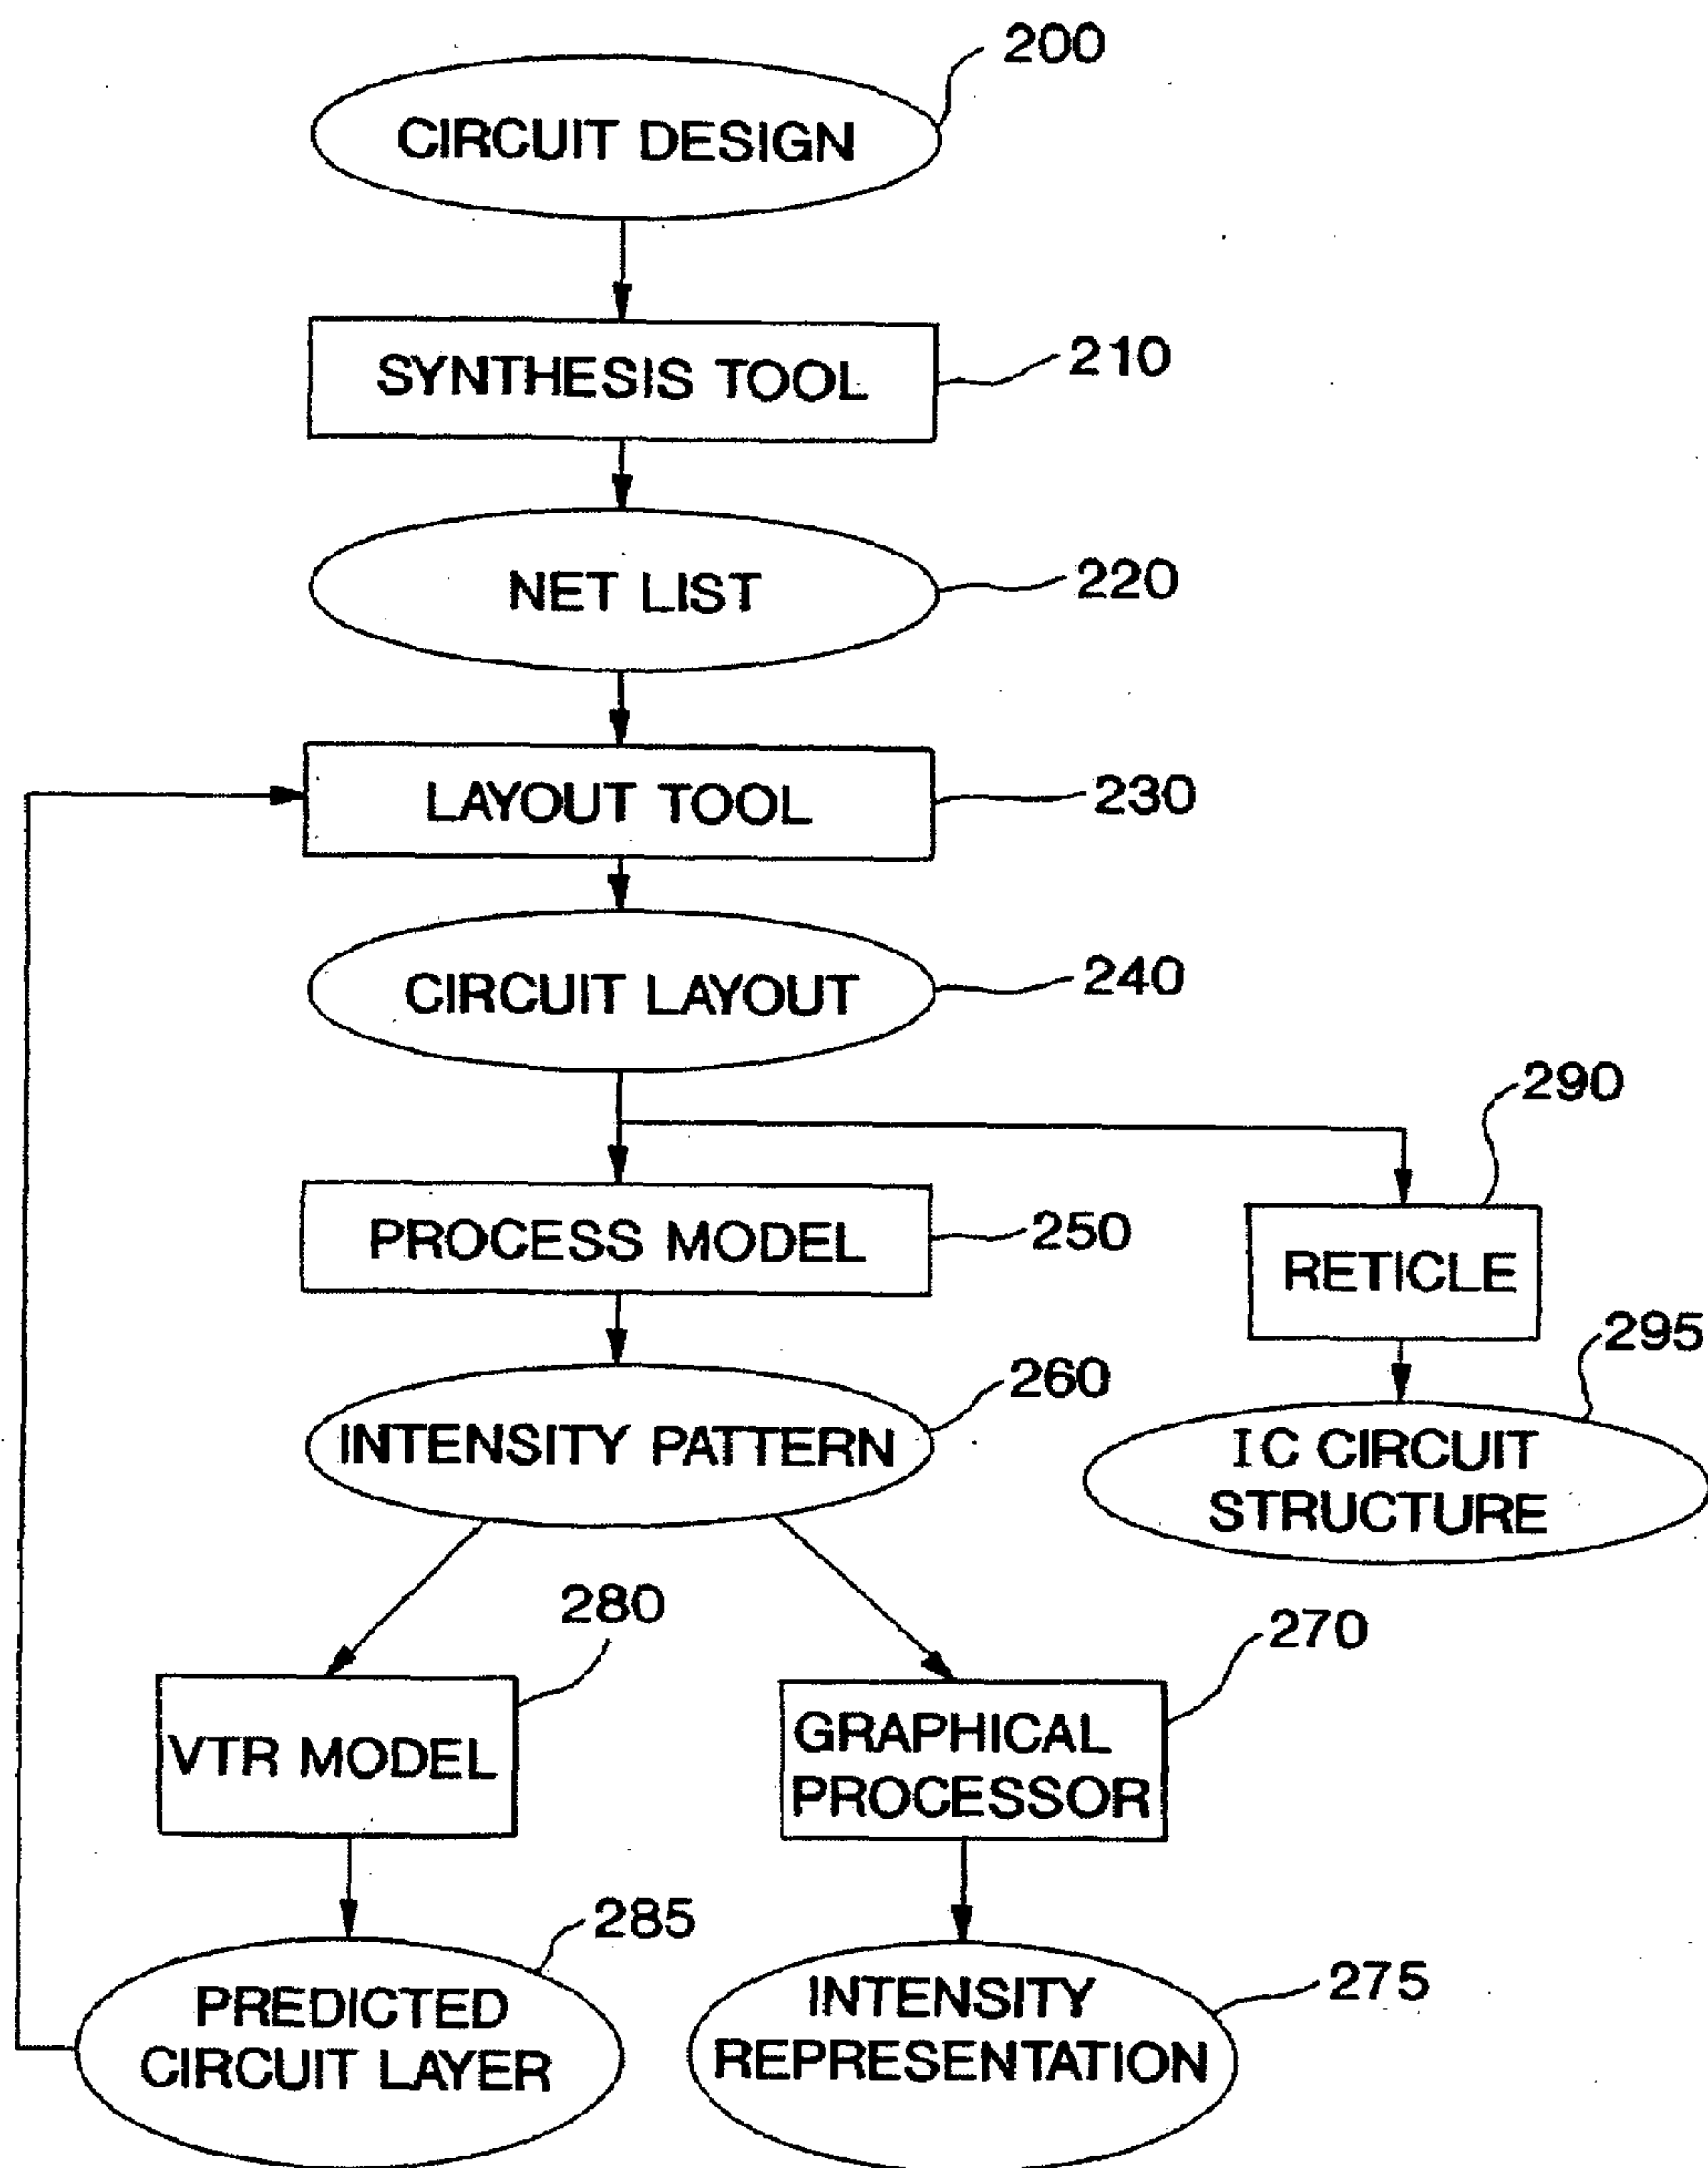 200
CIRCUIT DESIGN
SYNTHESIS TOOL
210
NET LIST
220
LAYOUT TOOL
230
CIRCUIT LAYOUT
240
290
PROCESS MODEL
250
RETICLE
295
260
INTENSITY PATTERN
IC CIRCUIT
STRUCTURE
280
270
VTR MODEL
GRAPHICAL
PROCESSOR
285
275
PREDICTED
CIRCUIT LAYER
INTENSITY
REPRESENTATION